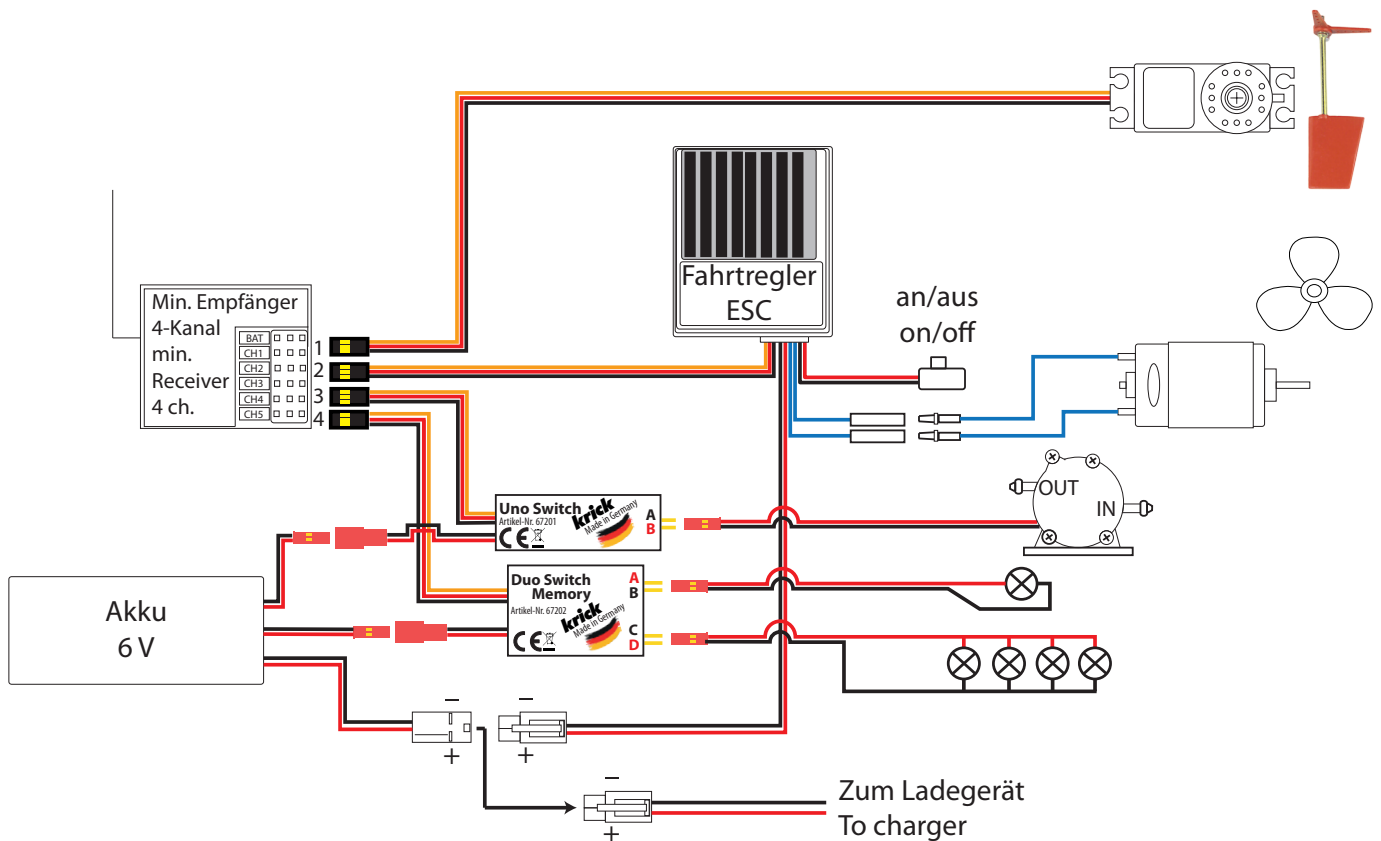 Min. Empfänger
4-Kanal
min.
Receiver
4 ch.
BAT
CH1
CH2
CH3
CH4
CH5
1
2
3
4
Fahrtregler
ESC
an/aus
on/off
OUT
IN
Uno Switch
Artikel-Nr. 67201
CE
krick
Made in Germany
A
B
Duo Switch
Memory
Artikel-Nr. 67202
CE
krick
Made in Germany
A
B
C
D
Akku
6 V
–
+
–
+
–
+
Zum Ladegerät
To charger